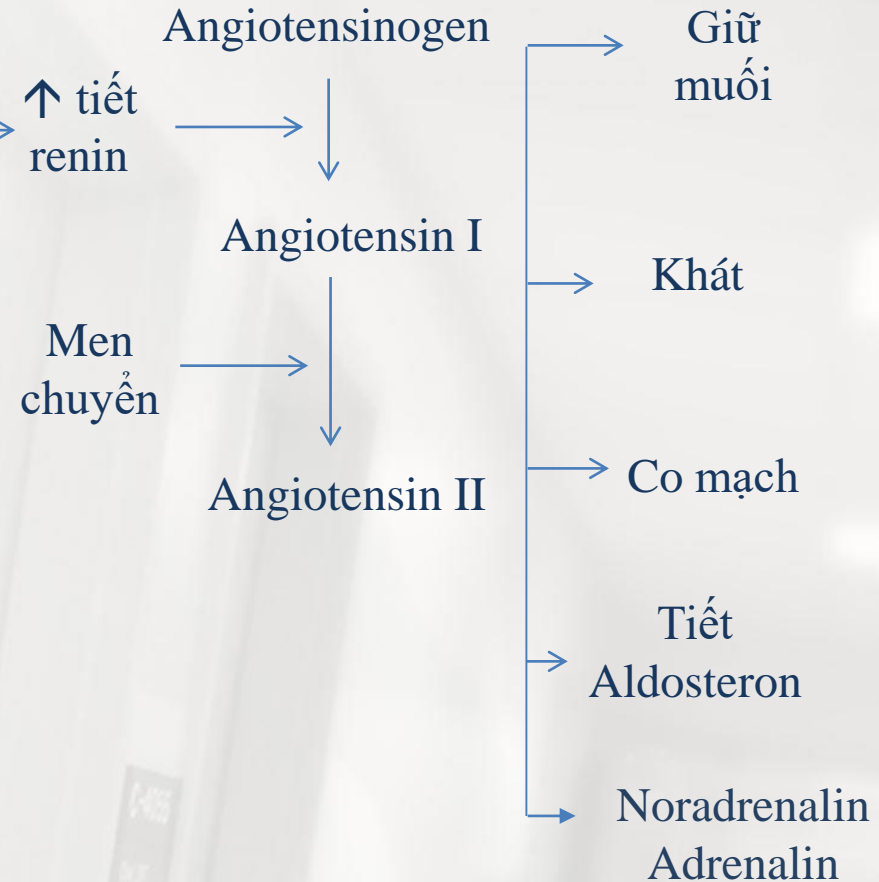 Angiotensinogen
↑ tiết
renin
Angiotensin I
Men
chuyển
Angiotensin II
Giữ
muối
Khát
Co mạch
Tiết
Aldosteron
Noradrenalin
Adrenalin